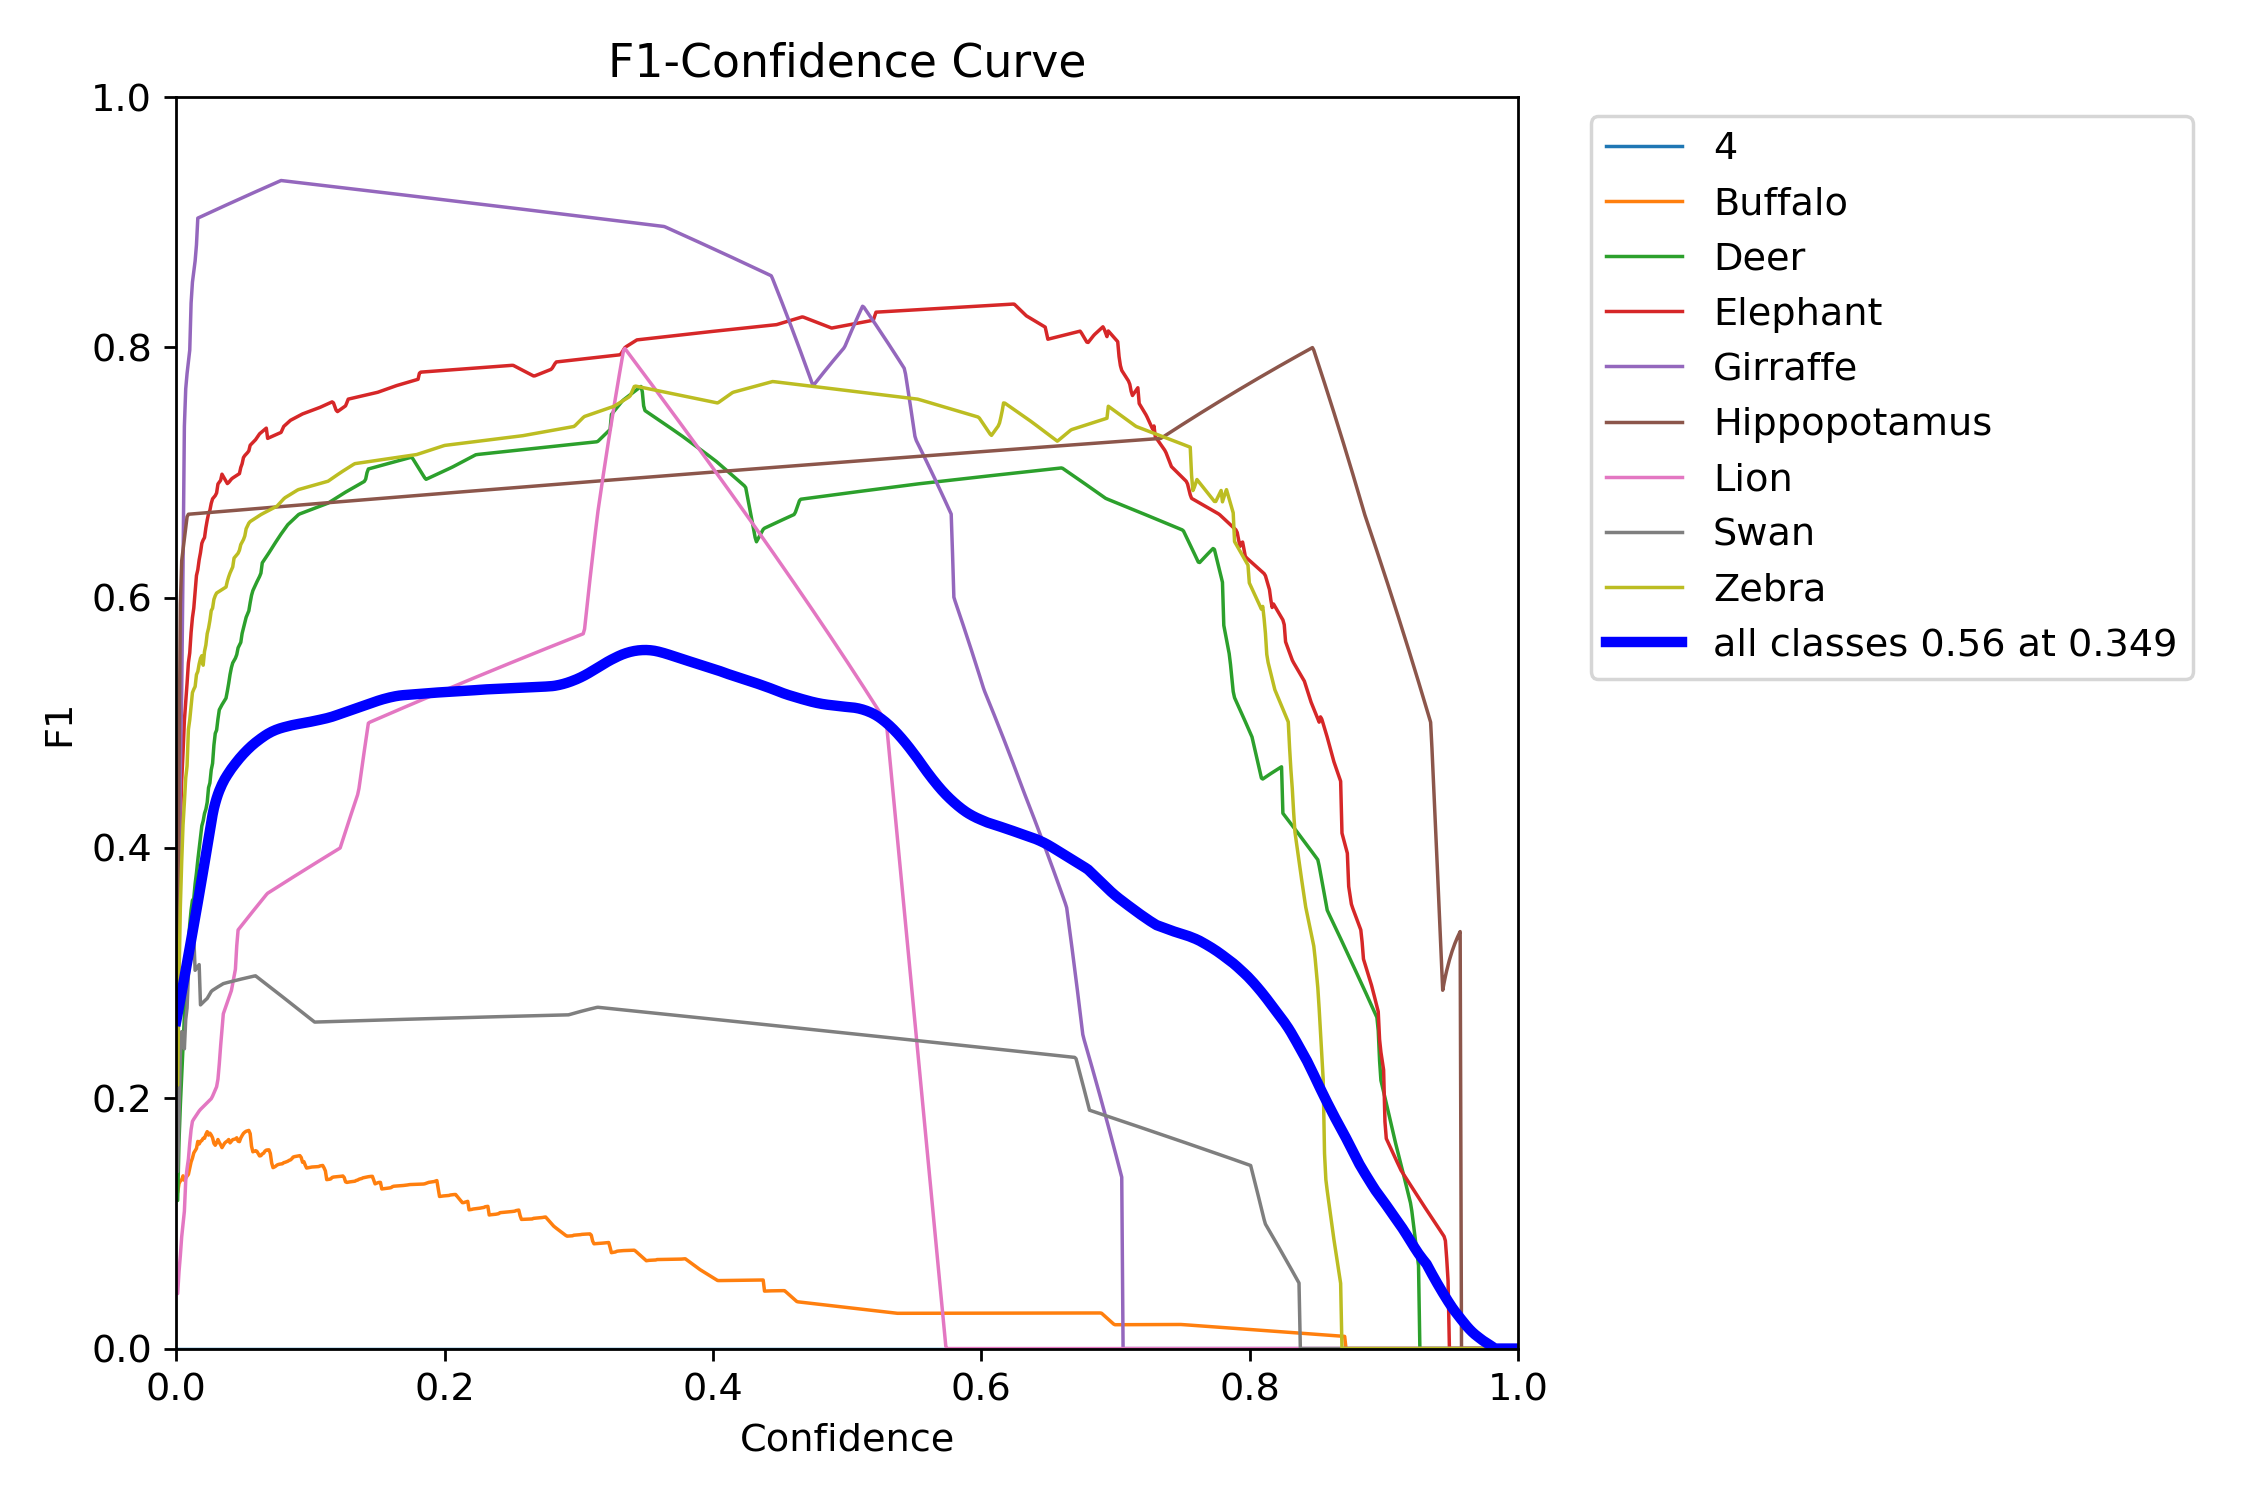 F1-Confidence Curve
1.0
0.8
0.6
0.4
0.2
0.0
F1
0.0 0.2 0.4 0.6 0.8 1.0
Confidence
4
Buffalo
Deer
Elephant
Girraffe
Hippopotamus
Lion
Swan
Zebra
all classes 0.56 at 0.349